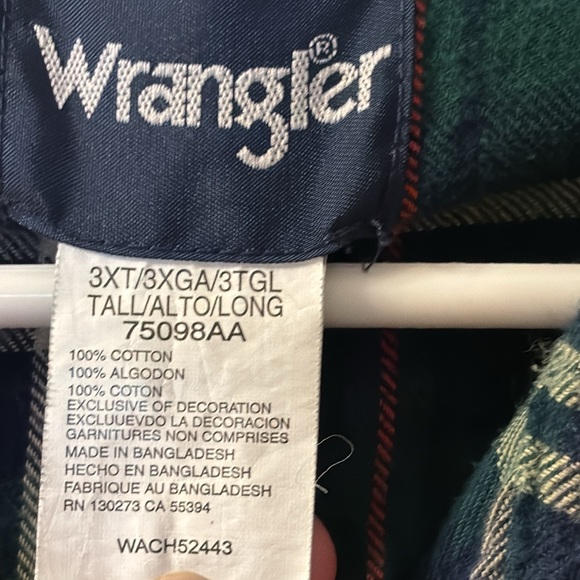 Wrangler®
3XT/3XGA/3TGL
TALL/ALTO/LONG
75098AA
100% COTTON
100% ALGODON
100% COTON
EXCLUSIVE OF DECORATION
EXCLUUEVDO LA DECORACION
GARNITURES NON COMPRISES
MADE IN BANGLADESH
HECHO EN BANGLADESH
FABRIQUE AU BANGLADESH
RN 130273 CA 55394
WACH52443